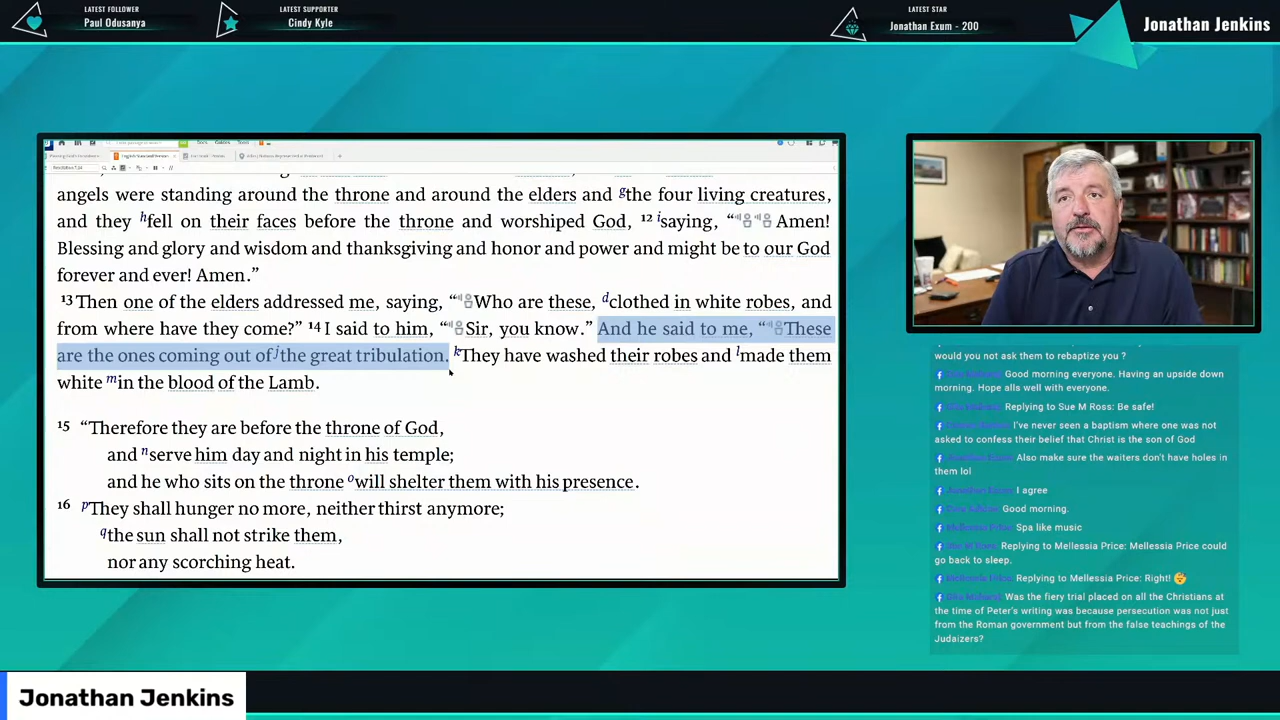 LATEST FOLLOWER
Paul Odusanya
LATEST SUPPORTER
Cindy Kyle
LATEST STAR
Jonathan Exum - 200
Jonathan Jenkins
angels were standing around the throne and around the elders and gthe four living creatures,
and they hfell on their faces before the throne and worshiped God, 12 isaying, “Amen!
Blessing and glory and wisdom and thanksgiving and honor and power and might be to our God
forever and ever! Amen.”
13 Then one of the elders addressed me, saying, “Who are these, dclothed in white robes, and
from where have they come?” 14 I said to him, “Sir, you know.” And he said to me, “These
are the ones coming out of jthe great tribulation. kThey have washed their robes and lmade them
white min the blood of the Lamb.
15 “Therefore they are before the throne of God,
and nserve him day and night in his temple;
and he who sits on the throne owill shelter them with his presence.
16 pThey shall hunger no more, neither thirst anymore;
qthe sun shall not strike them,
nor any scorching heat.
would you not ask them to rebaptize you ?
Good morning everyone. Having an upside down
morning. Hope alls well with everyone.
Replying to Sue M Ross: Be safe!
I've never seen a baptism where one was not
asked to confess their belief that Christ is the son of God
Also make sure the waiters don't have holes in
them lol
I agree
Good morning.
Spa like music
Replying to Mellessia Price: Mellessia Price could
go back to sleep.
Replying to Mellessia Price: Right!
Was the fiery trial placed on all the Christians at
the time of Peter's writing was because persecution was not just
from the Roman government but from the false teachings of the
Judaizers?
Jonathan Jenkins